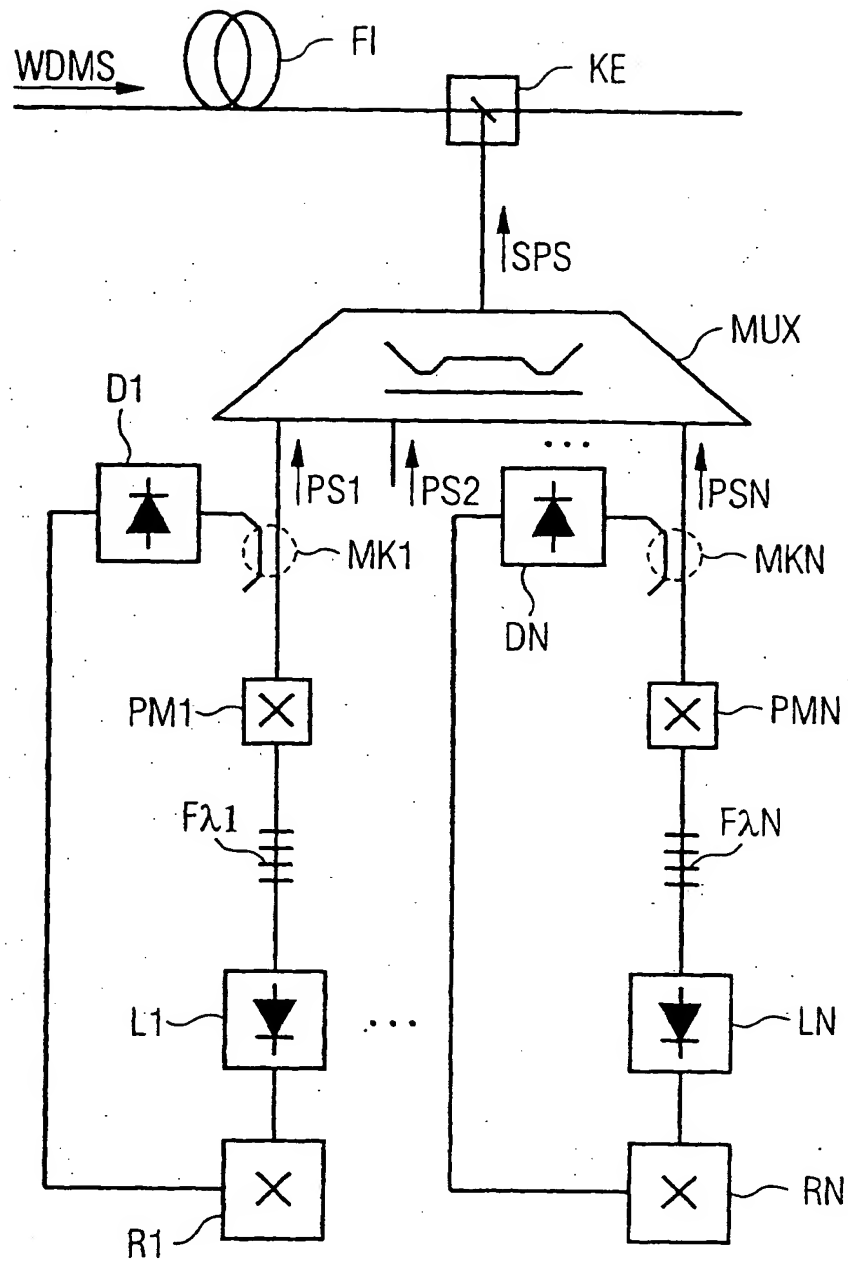 WDMS
FI
KE
SPS
MUX
D1
PS1
PS2
...
PSN
MK1
DN
MKN
PM1
PMN
Fλ1
FλN
L1
...
LN
R1
RN